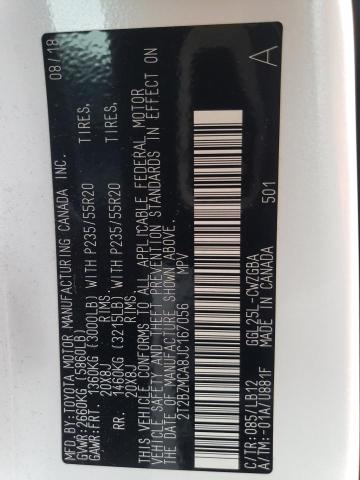 MFD. BY:TOYOTA MOTOR MANUFACTURING CANADA INC. 08/18
GVWR:2660KG(5860LB)
GAWR:FRT. 1360KG(3000LB) WITH P235/55R20 TIRES,
20X8J RIMS,
RR. 1460KG(3215LB) WITH P235/55R20 TIRES,
20X8J RIMS.
THIS VEHICLE CONFORMS TO ALL APPLICABLE FEDERAL MOTOR
VEHICLE SAFETY AND THEFT PREVENTION STANDARDS IN EFFECT ON
THE DATE OF MANUFACTURE SHOWN ABOVE.
2T2BZMCA8JC167056 MPV
GGL25L-CWZGBA A
C/TR:085/LB12
A/TM:-01A/U881F MADE IN CANADA 501